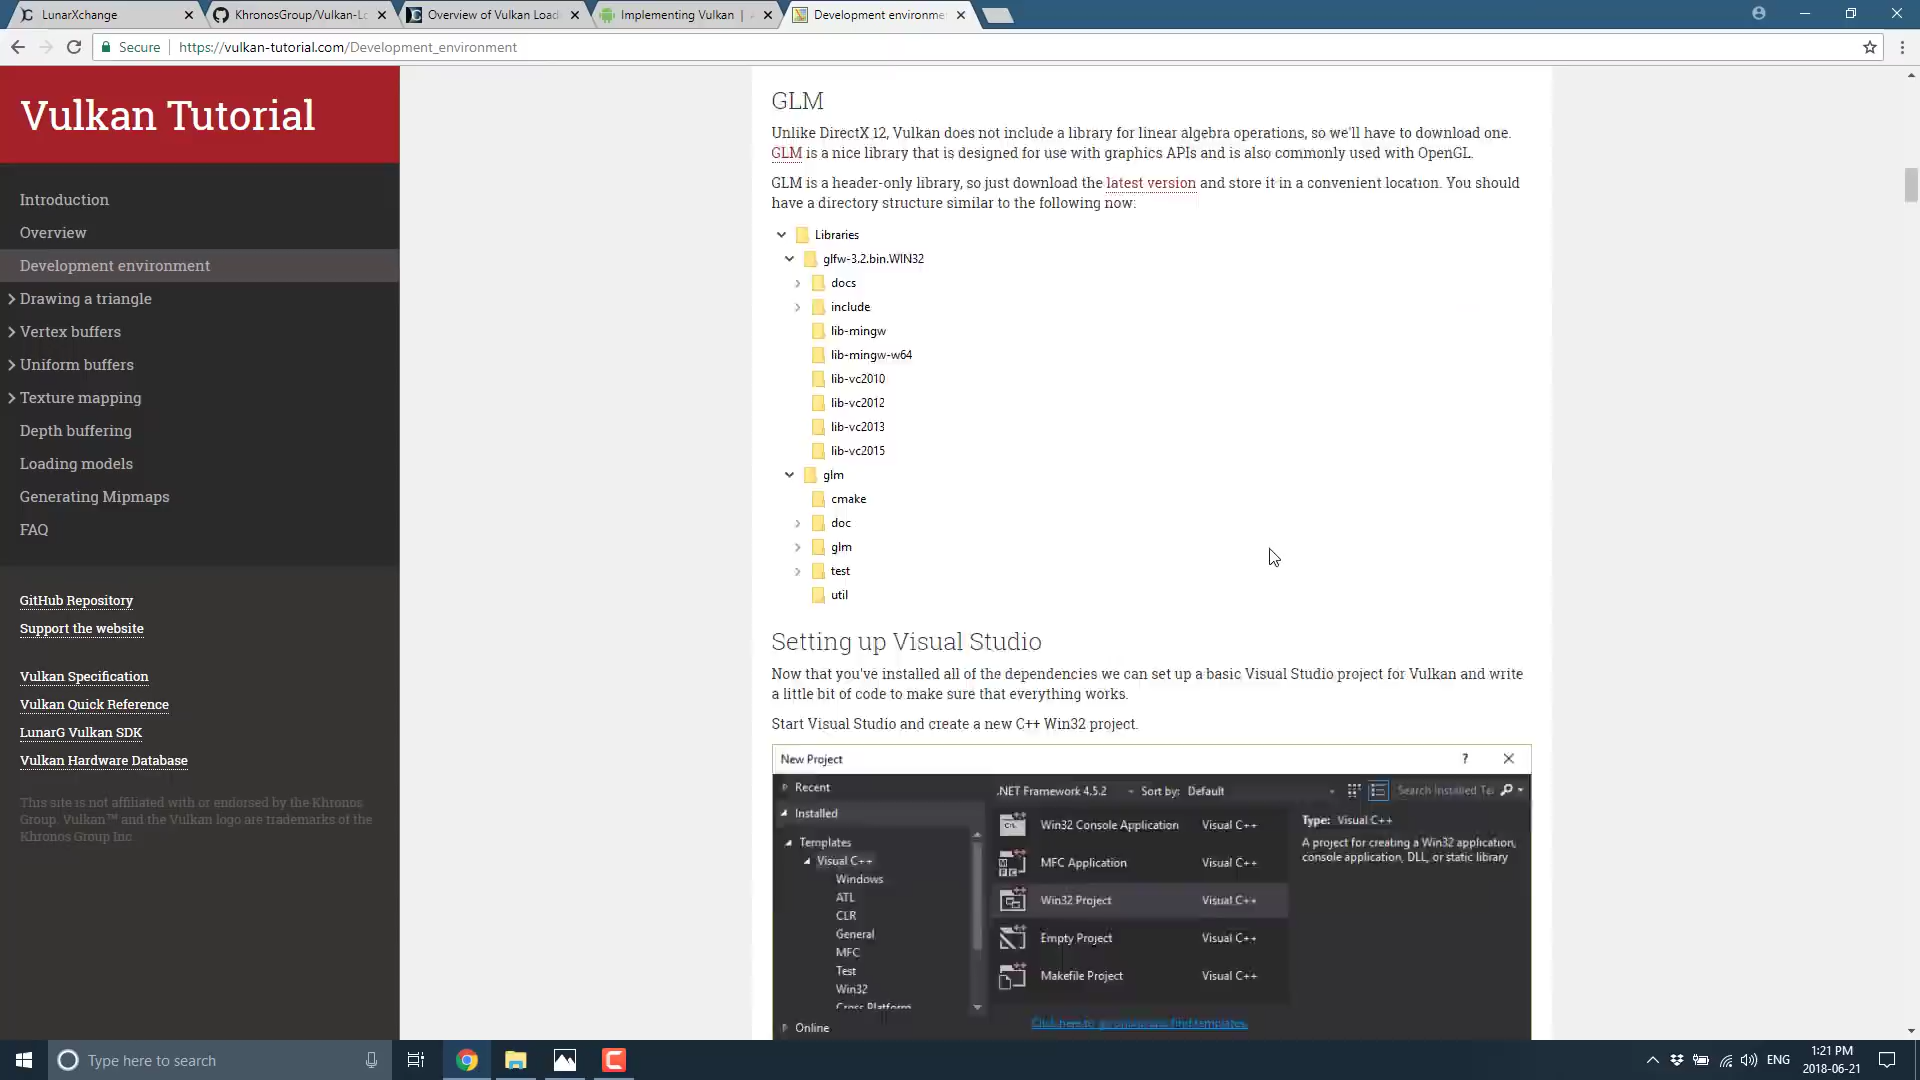 LunarXchange
KhronosGroup/Vulkan-Lo
Overview of Vulkan Load
Implementing Vulkan |
Development environme
Secure
https://vulkan-tutorial.com/Development_environment
Vulkan Tutorial
Introduction
Overview
Development environment
Drawing a triangle
Vertex buffers
Uniform buffers
Texture mapping
Depth buffering
Loading models
Generating Mipmaps
FAQ
GitHub Repository
Support the website
Vulkan Specification
Vulkan Quick Reference
LunarG Vulkan SDK
Vulkan Hardware Database
This site is not affiliated with or endorsed by the Khronos
Group. Vulkan™ and the Vulkan logo are trademarks of the
Khronos Group Inc.
GLM
Unlike DirectX 12, Vulkan does not include a library for linear algebra operations, so we'll have to download one.
GLM is a nice library that is designed for use with graphics APIs and is also commonly used with OpenGL.
GLM is a header-only library, so just download the latest version and store it in a convenient location. You should
have a directory structure similar to the following now:
Libraries
glfw-3.2.bin.WIN32
docs
include
lib-mingw
lib-mingw-w64
lib-vc2010
lib-vc2012
lib-vc2013
lib-vc2015
glm
cmake
doc
glm
test
util
Setting up Visual Studio
Now that you've installed all of the dependencies we can set up a basic Visual Studio project for Vulkan and write
a little bit of code to make sure that everything works.
Start Visual Studio and create a new C++ Win32 project.
New Project
?
Recent
Installed
Templates
Visual C++
Windows
ATL
CLR
General
MFC
Test
Win32
Cross Platform
Online
.NET Framework 4.5.2
Sort by: Default
Search Installed Te
Win32 Console Application Visual C++
MFC Application Visual C++
Win32 Project Visual C++
Empty Project Visual C++
Makefile Project Visual C++
Click here to go online and find templates.
Type: Visual C++
A project for creating a Win32 application,
console application, DLL, or static library
Type here to search
ENG
1:21 PM
2018-06-21